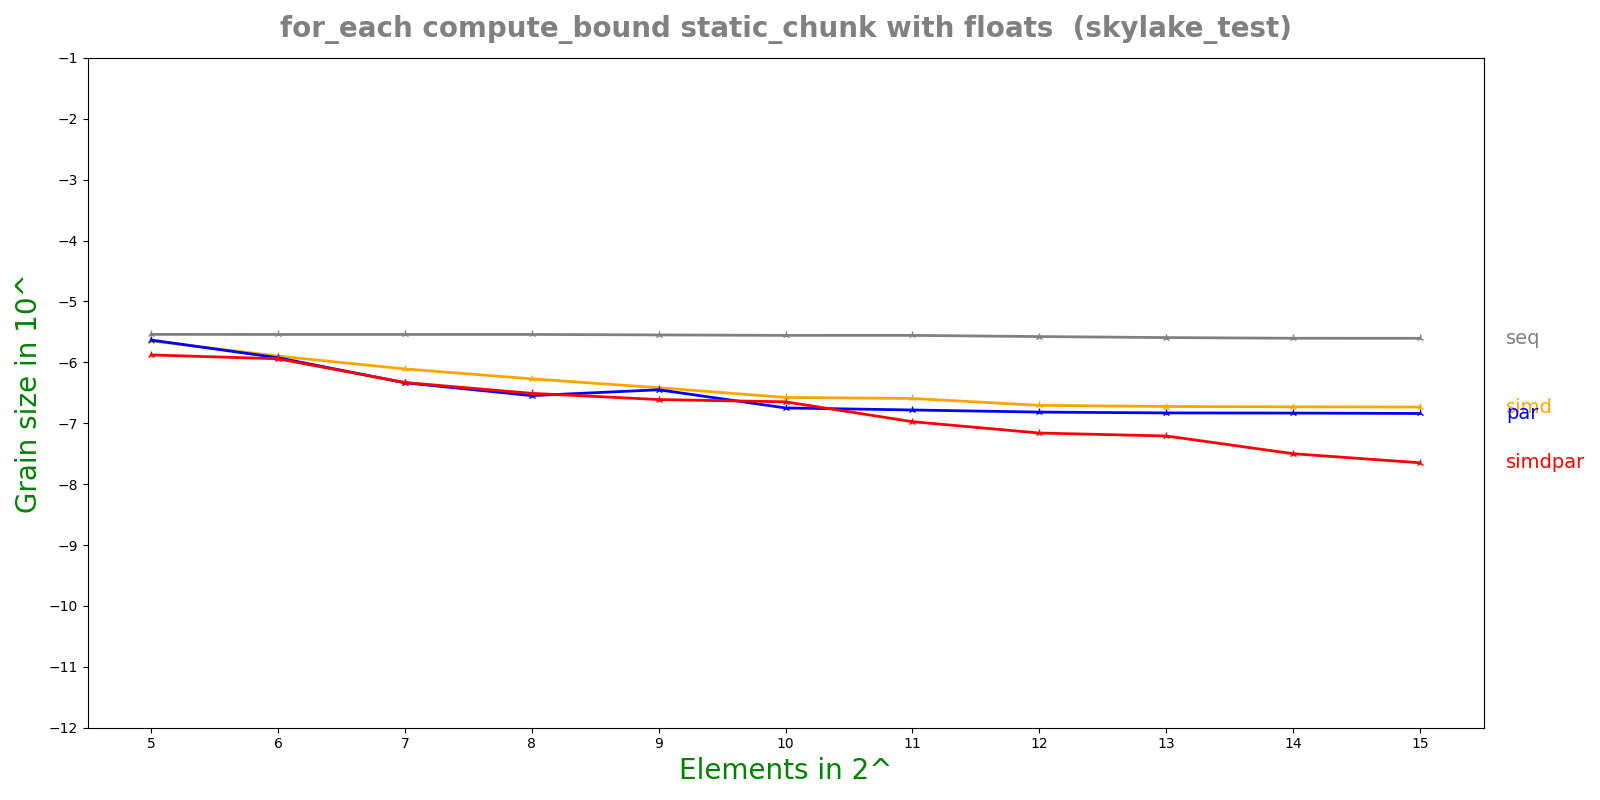 for_each compute_bound static_chunk with floats (skylake_test)
Grain size in 10^
−1
−2
−3
−4
−5
−6
−7
−8
−9
−10
−11
−12
seq
simd
par
simdpar
5 6 7 8 9 10 11 12 13 14 15
Elements in 2^